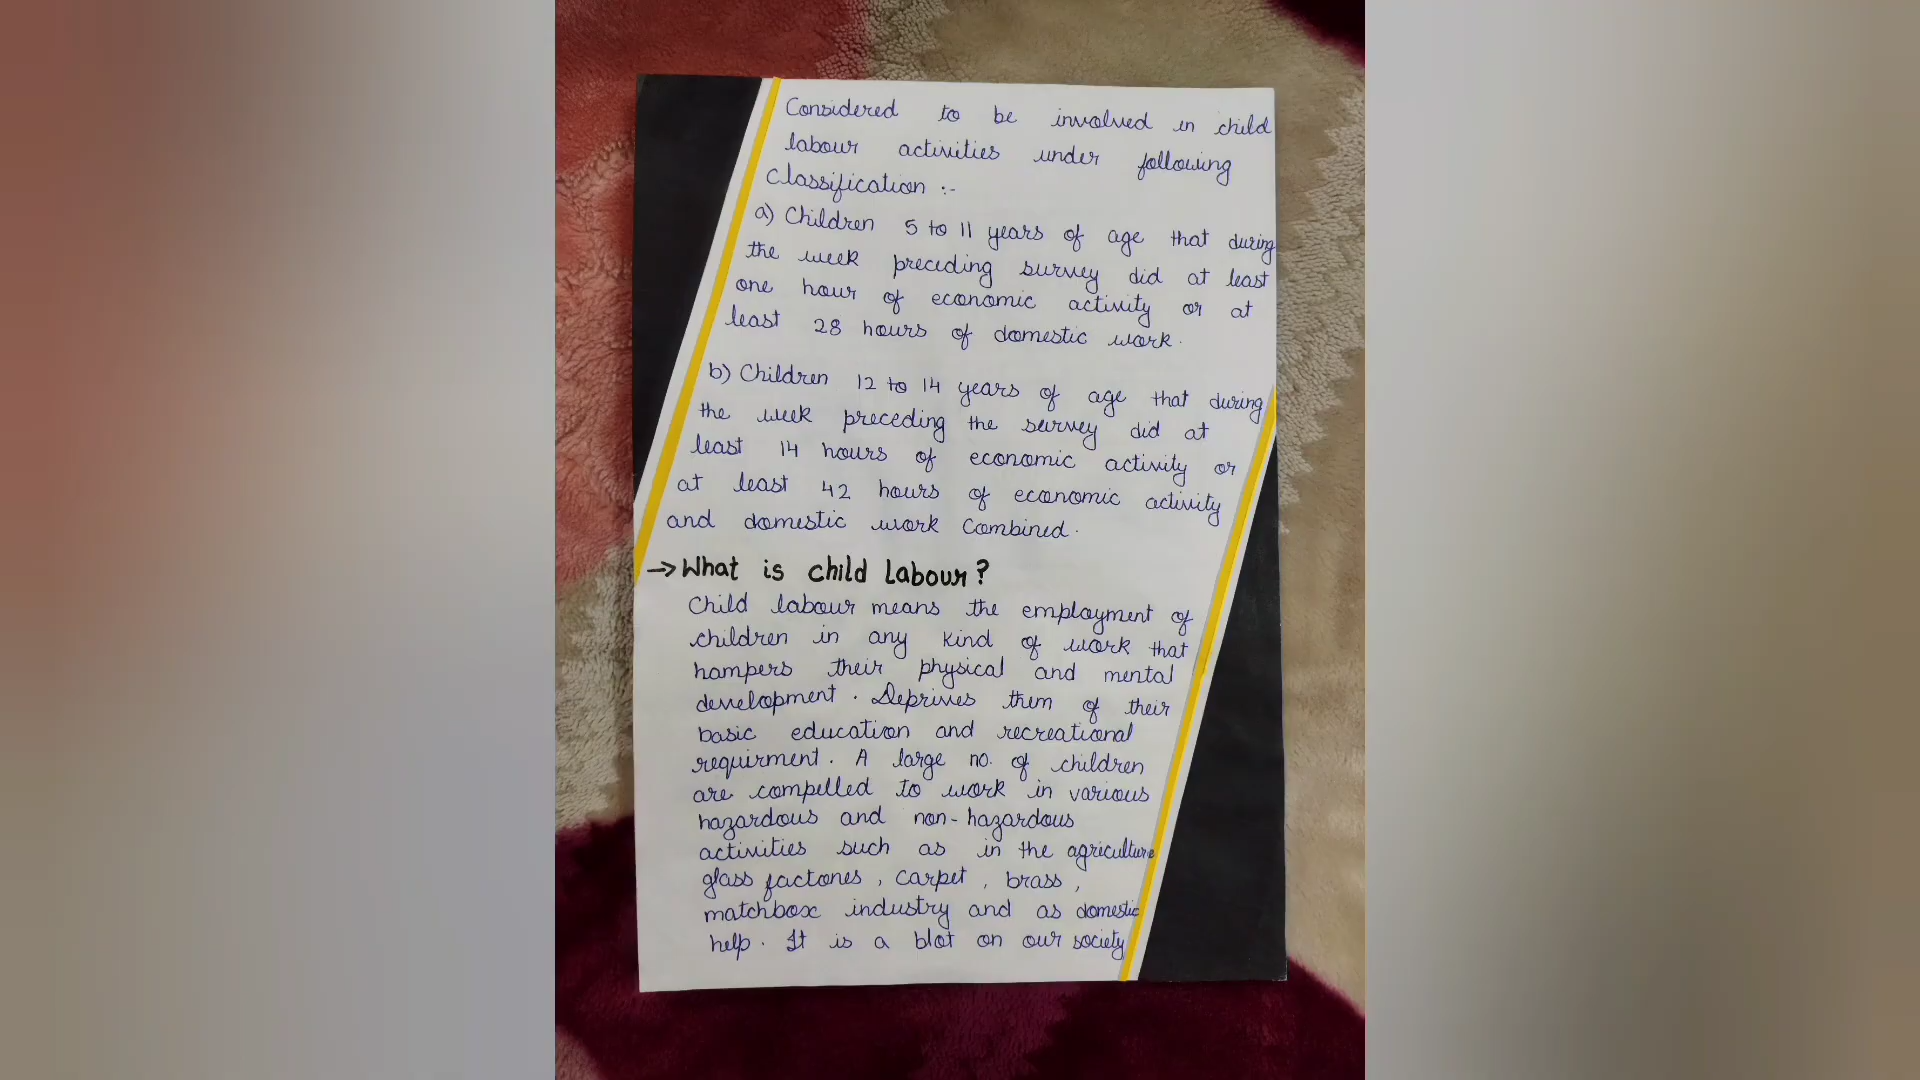 Considered to be involved in child
labour activities under following
classification :-
a) Children 5 to 11 years of age that during
the week preceding survey did at least
one hour of economic activity or at
least 28 hours of domestic work.
b) Children 12 to 14 years of age that during
the week preceding the survey did at
least 14 hours of economic activity or
at least 42 hours of economic activity
and domestic work Combined.
→ What is child Labour?
Child labour means the employment of
children in any kind of work that
hampers their physical and mental
development. Deprives them of their
basic education and recreational
requirment. A large no. of children
are compelled to work in various
hazardous and non-hazardous
activities such as in the agriculture
glass factories, carpet, brass,
matchbox industry and as domestic
help. It is a blot on our society